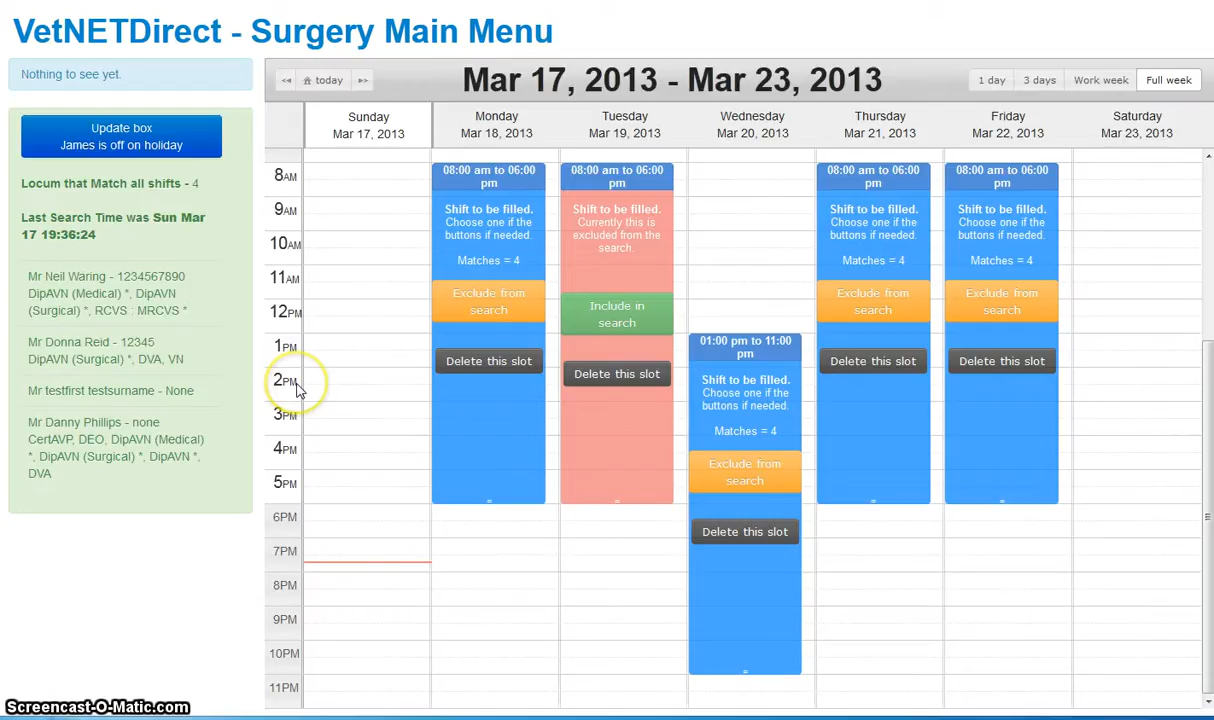 VetNETDirect - Surgery Main Menu
Nothing to see yet.
Update box
James is off on holiday
Locum that Match all shifts - 4
Last Search Time was Sun Mar
17 19:36:24
Mr Neil Waring - 1234567890
DipAVN (Medical) *, DipAVN
(Surgical) *, RCVS : MRCVS *
Mr Donna Reid - 12345
DipAVN (Surgical) *, DVA, VN
Mr testfirst testsurname - None
Mr Danny Phillips - none
CertAVP, DEO, DipAVN (Medical)
*, DipAVN (Surgical) *, DipAVN *,
DVA
today
Mar 17, 2013 - Mar 23, 2013
1 day
3 days
Work week
Full week
Sunday
Mar 17, 2013
Monday
Mar 18, 2013
Tuesday
Mar 19, 2013
Wednesday
Mar 20, 2013
Thursday
Mar 21, 2013
Friday
Mar 22, 2013
Saturday
Mar 23, 2013
8AM
9AM
10AM
11AM
12PM
1PM
2PM
3PM
4PM
5PM
6PM
7PM
8PM
9PM
10PM
11PM
08:00 am to 06:00
pm
Shift to be filled.
Choose one if the
buttons if needed.
Matches = 4
Exclude from
search
Delete this slot
08:00 am to 06:00
pm
Shift to be filled.
Currently this is
excluded from the
search.
Include in
search
Delete this slot
01:00 pm to 11:00
pm
Shift to be filled.
Choose one if the
buttons if needed.
Matches = 4
Exclude from
search
Delete this slot
08:00 am to 06:00
pm
Shift to be filled.
Choose one if the
buttons if needed.
Matches = 4
Exclude from
search
Delete this slot
08:00 am to 06:00
pm
Shift to be filled.
Choose one if the
buttons if needed.
Matches = 4
Exclude from
search
Delete this slot
Screencast-O-Matic.com